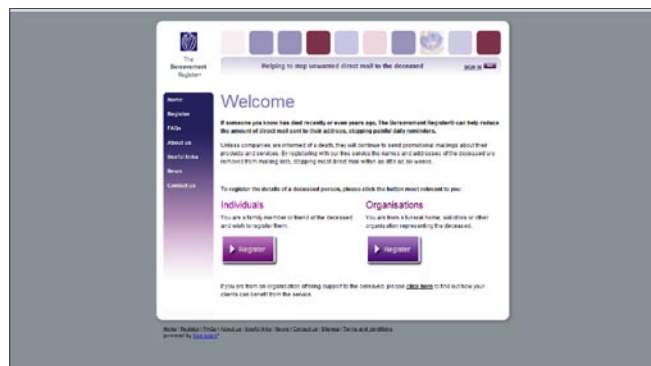 The
Bereavement
Register®
Helping to stop unwanted direct mail to the deceased
SIGN IN
Home
Register
FAQs
About us
Useful links
News
Contact us
Welcome
If someone you know has died recently or even years ago, The Bereavement Register® can help reduce
the amount of direct mail sent to their address, stopping painful daily reminders.
Unless companies are informed of a death, they will continue to send promotional mailings about their
products and services. By registering with our free service the names and addresses of the deceased are
removed from mailing lists, stopping most direct mail within as little as six weeks.
To register the details of a deceased person, please click the button most relevant to you:
Individuals
You are a family member or friend of the deceased
and wish to register them.
Register
Organisations
You are from a funeral home, solicitors or other
organisation representing the deceased.
Register
If you are from an organisation offering support to the bereaved, please click here to find out how your
clients can benefit from the service.
Home | Register | FAQs | About us | Useful links | News | Contact us | Sitemap | Terms and conditions
powered by